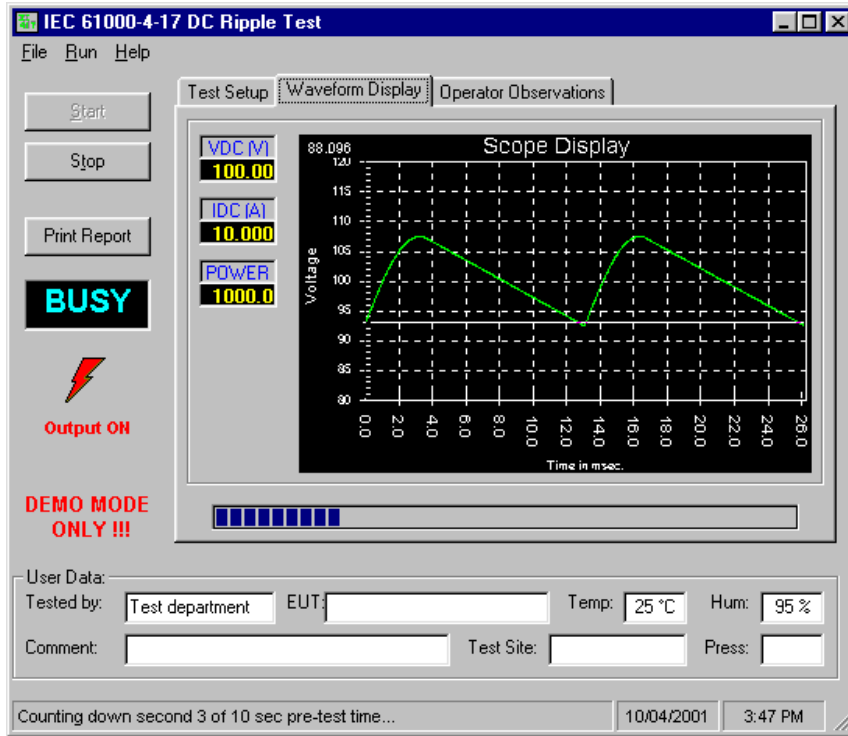 IEC 61000-4-17 DC Ripple Test
File Run Help
Start
Stop
Print Report
BUSY
Output ON
DEMO MODE
ONLY !!!
Test Setup Waveform Display Operator Observations
VDC (V)
100.00
IDC (A)
10.000
POWER
1000.0
88.096
Scope Display
Voltage
120
115
110
105
100
95
90
85
80
0.0 2.0 4.0 6.0 8.0 10.0 12.0 14.0 16.0 18.0 20.0 22.0 24.0 26.0
Time in msec.
User Data:
Tested by: Test department EUT: Temp: 25 °C Hum: 95 %
Comment: Test Site: Press:
Counting down second 3 of 10 sec pre-test time... 10/04/2001 3:47 PM